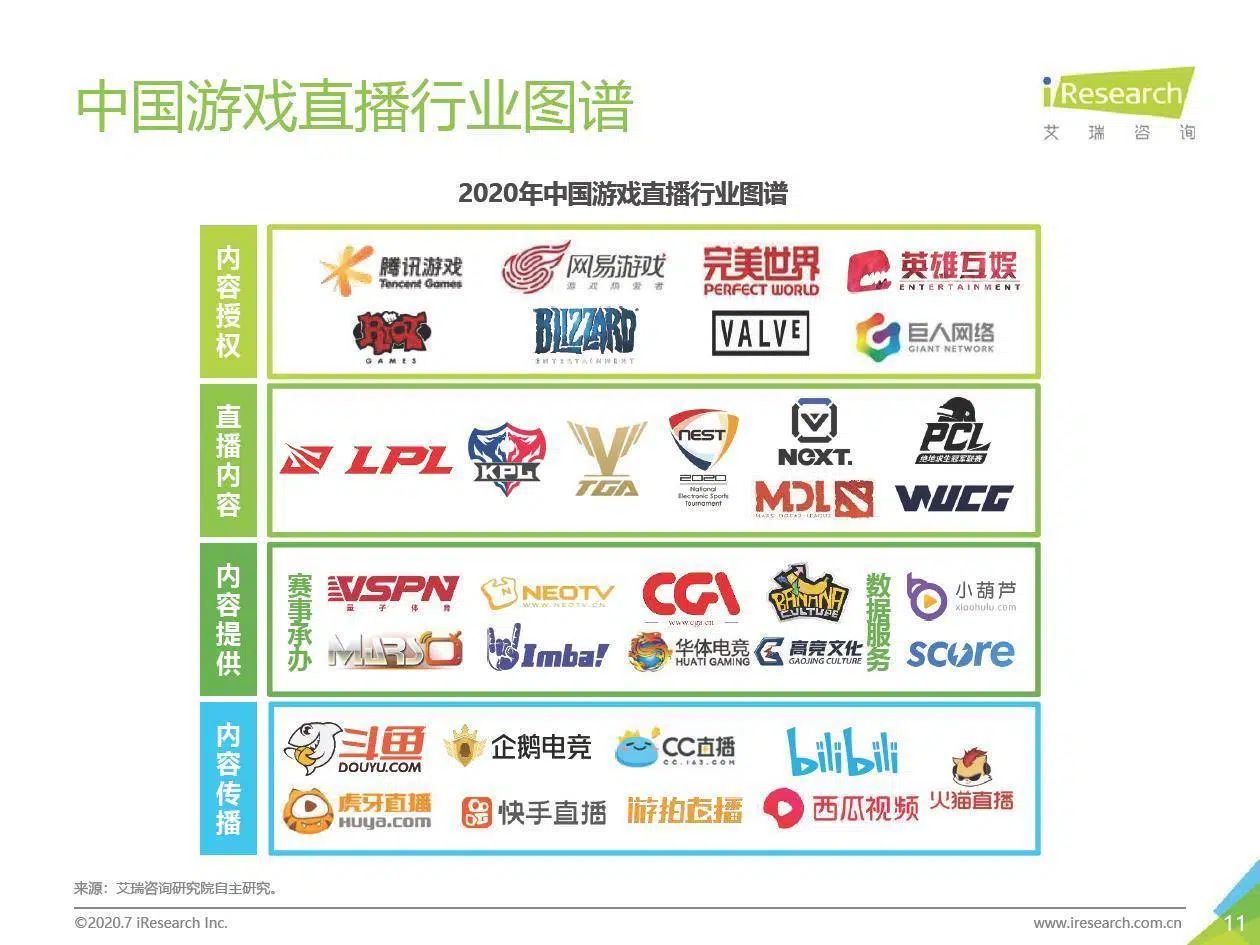 中国游戏直播行业图谱
iResearch
艾瑞咨询
2020年中国游戏直播行业图谱
内容授权
腾讯游戏
Tencent Games
网易游戏
游戏热爱者
完美世界
PERFECT WORLD
英雄互娱
ENTERTAINMENT
RIOT
GAMES
BLIZZARD
ENTERTAINMENT
VALVE
巨人网络
GIANT NETWORK
直播内容
LPL
KPL
TGA
NEST
2020
National
Electronic Sports
Tournament
NEXT.
PCL
绝地求生冠军联赛
MDL
MARS DOTA2 LEAGUE
WUCG
内容提供
赛事承办
VSPN
量子体育
NEOTV
WWW.NEOTV.CN
CGA
www.cga.cn
BANANA
CULTURE
MARS
Imba!
华体电竞
HUATI GAMING
高竞文化
GAOJING CULTURE
数据服务
小葫芦
xiaohulu.com
score
内容传播
斗鱼
DOUYU.COM
企鹅电竞
CC直播
CC.163.COM
bilibili
火猫直播
虎牙直播
HUYA.com
快手直播
游拍直播
西瓜视频
来源：艾瑞咨询研究院自主研究。
©2020.7 iResearch Inc.
www.iresearch.com.cn
11